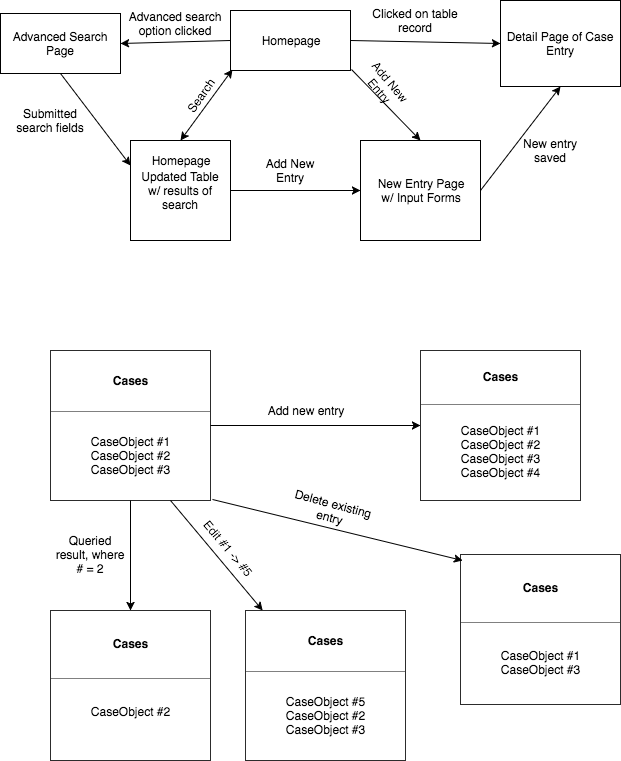 Advanced Search
Page
Advanced search
option clicked
Homepage
Clicked on table
record
Detail Page of Case
Entry
Submitted
search fields
Search
Add New
Entry
New entry
saved
Homepage
Updated Table
w/ results of
search
Add New
Entry
New Entry Page
w/ Input Forms
Cases
CaseObject #1
CaseObject #2
CaseObject #3
Add new entry
Cases
CaseObject #1
CaseObject #2
CaseObject #3
CaseObject #4
Queried
result, where
# = 2
Edit #1 -> #5
Delete existing
entry
Cases
CaseObject #2
Cases
CaseObject #5
CaseObject #2
CaseObject #3
Cases
CaseObject #1
CaseObject #3